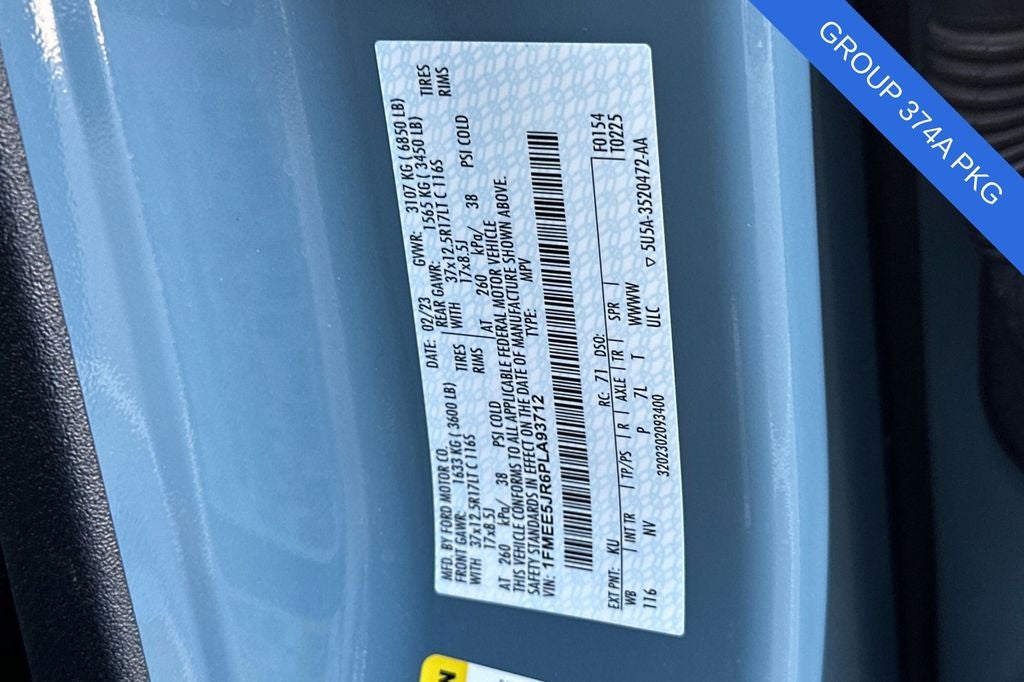 GROUP 374A PKG
MFD. BY FORD MOTOR CO. DATE: 02/23 GVWR: 3107 KG ( 6850 LB)
FRONT GAWR: 1633 KG ( 3600 LB) REAR GAWR: 1565 KG ( 3450 LB)
WITH 37x12.5R17LT C 116S TIRES WITH 37x12.5R17LT C 116S TIRES
17x8.5J RIMS 17x8.5J RIMS
AT 260 kPa/ 38 PSI COLD AT 260 kPa/ 38 PSI COLD
THIS VEHICLE CONFORMS TO ALL APPLICABLE FEDERAL MOTOR VEHICLE
SAFETY STANDARDS IN EFFECT ON THE DATE OF MANUFACTURE SHOWN ABOVE.
VIN: 1FMEE5JR6PLA93712 TYPE: MPV
F0154
EXT PNT: KU RC: 71 DSO: T0225
WB INT TR TP/PS R AXLE TR SPR
116 NV P 7L T WWWW
ULC
3202302093400 ▽ 5U5A-3520472-AA
N